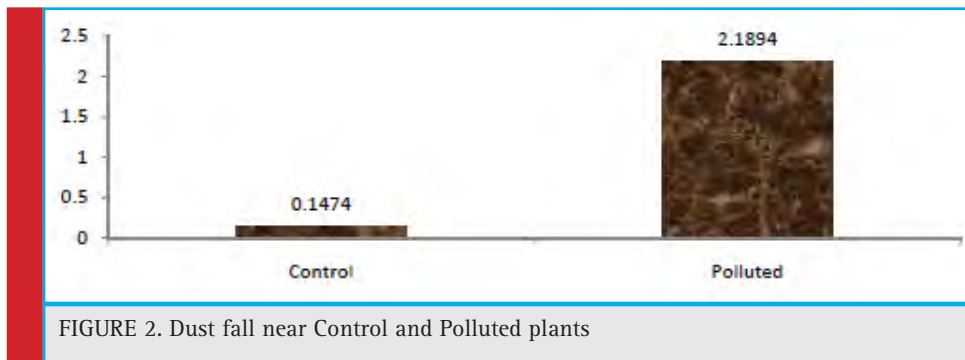 2.5
2.1894
2
1.5
1
0.5
0.1474
0
Control
Polluted
FIGURE 2. Dust fall near Control and Polluted plants